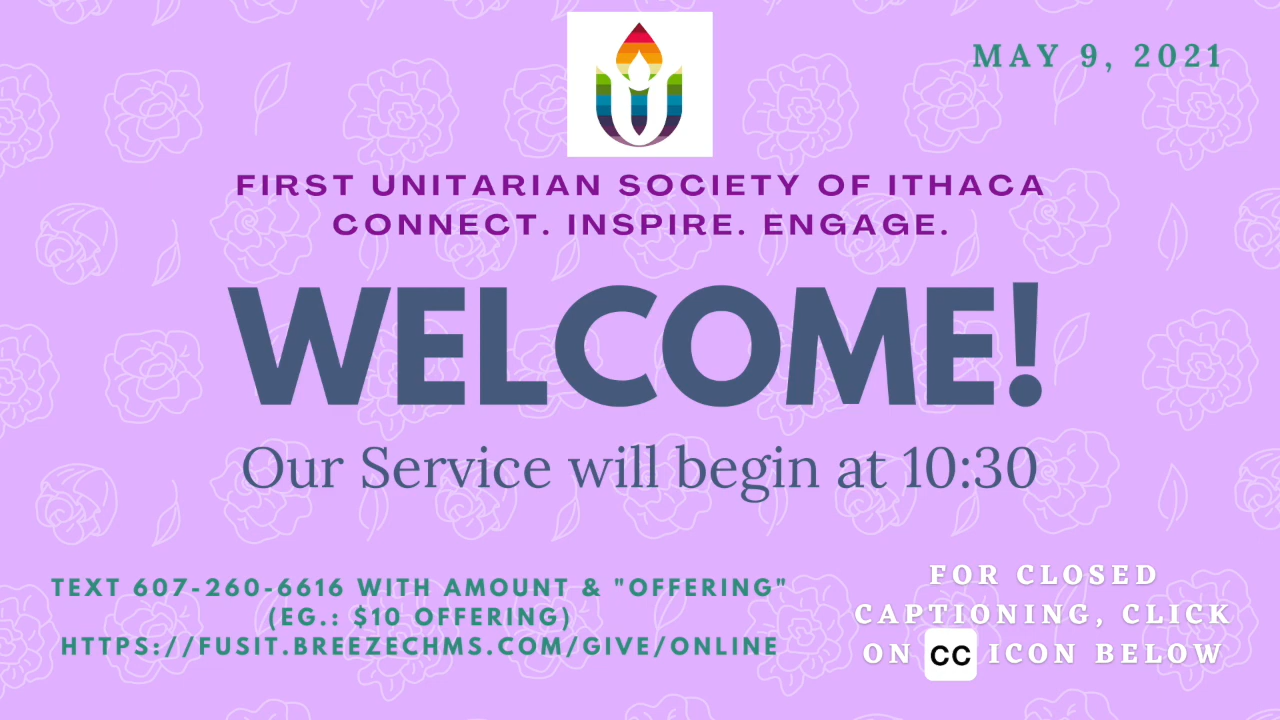 MAY 9, 2021
FIRST UNITARIAN SOCIETY OF ITHACA
CONNECT. INSPIRE. ENGAGE.
WELCOME!
Our Service will begin at 10:30
TEXT 607-260-6616 WITH AMOUNT & "OFFERING"
(EG.: $10 OFFERING)
HTTPS://FUSIT.BREEZECHMS.COM/GIVE/ONLINE
FOR CLOSED
CAPTIONING, CLICK
ON CC ICON BELOW